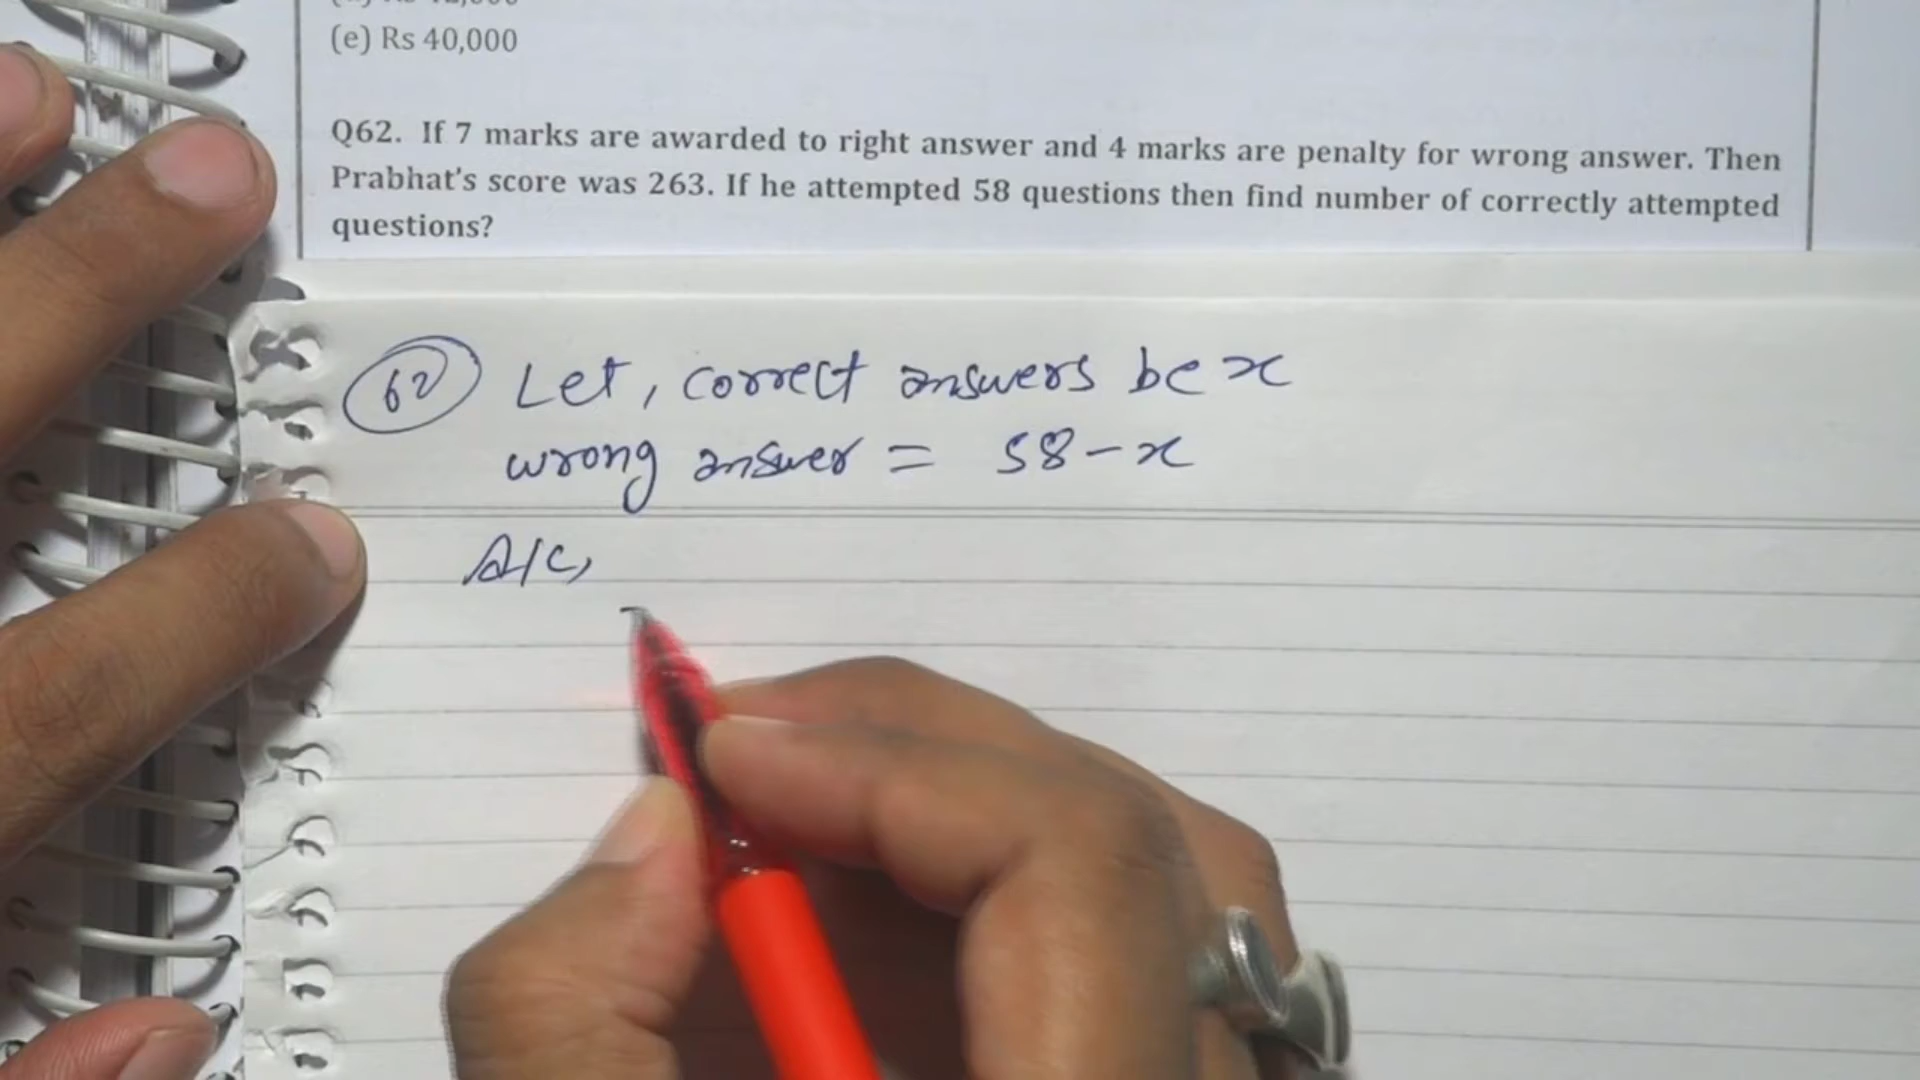 (e) Rs 40,000
Q62. If 7 marks are awarded to right answer and 4 marks are penalty for wrong answer. Then
Prabhat's score was 263. If he attempted 58 questions then find number of correctly attempted
questions?
62 Let, correct answers be x
wrong answer = 58-x
A/C,